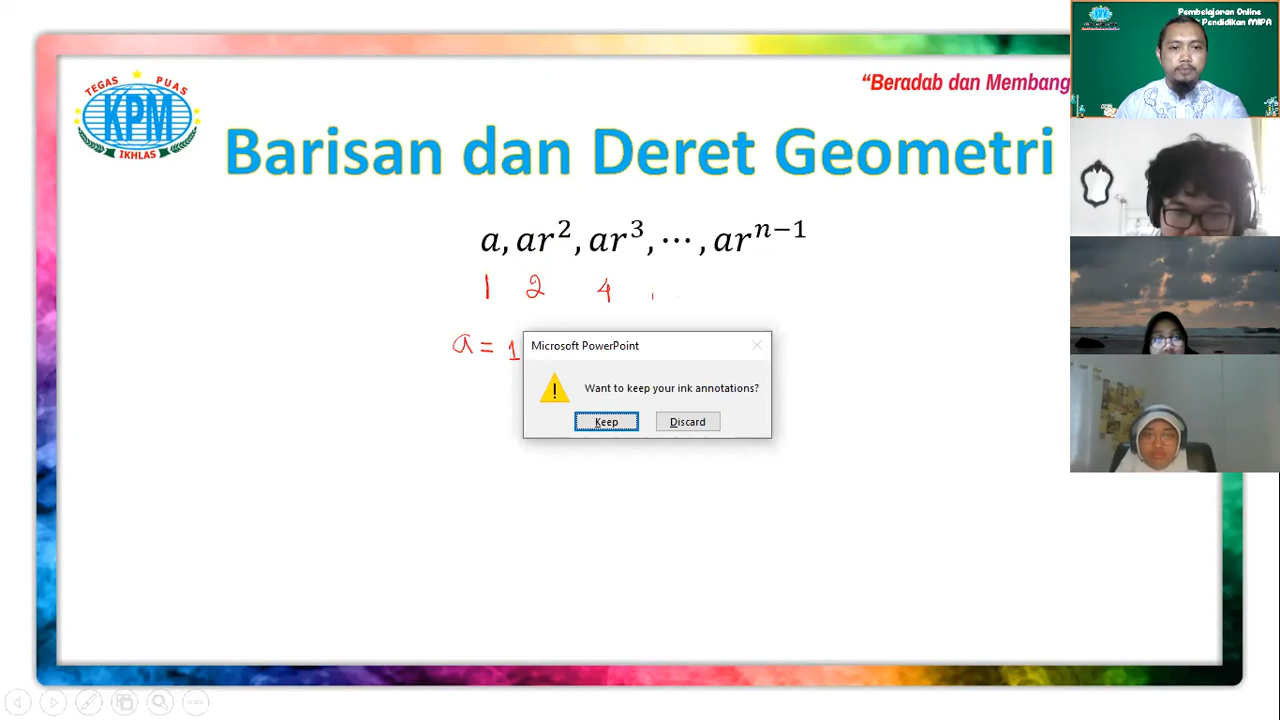 Pembelajaran Online
Pendidikan MIPA
TEGAS PUAS
KPM
IKHLAS
“Beradab dan Membang
Barisan dan Deret Geometri
a, ar², ar³, ⋯ , arⁿ⁻¹
1 2 4
a = 1
Microsoft PowerPoint
Want to keep your ink annotations?
Keep Discard